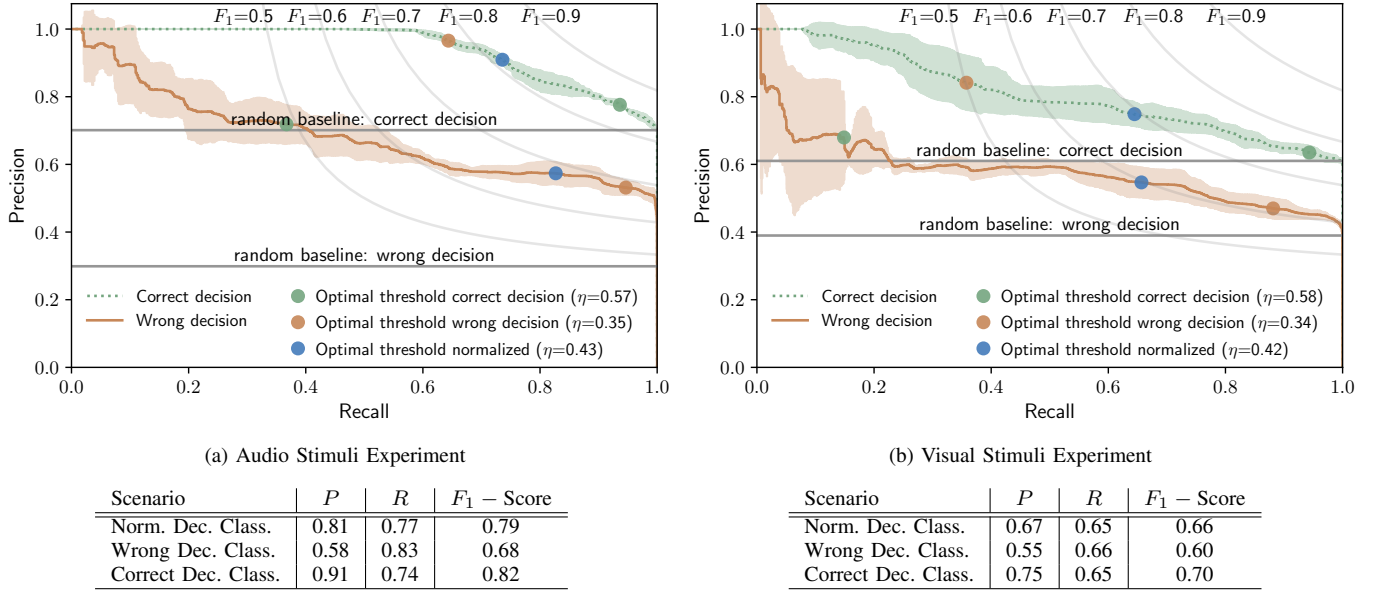 F₁=0.5 F₁=0.6 F₁=0.7 F₁=0.8 F₁=0.9
1.0
0.8
0.6
0.4
0.2
0.0
Precision
random baseline: correct decision
random baseline: wrong decision
Correct decision
Wrong decision
Optimal threshold correct decision (η=0.57)
Optimal threshold wrong decision (η=0.35)
Optimal threshold normalized (η=0.43)
0.0 0.2 0.4 0.6 0.8 1.0
Recall
(a) Audio Stimuli Experiment
Scenario P R F₁ − Score
Norm. Dec. Class. 0.81 0.77 0.79
Wrong Dec. Class. 0.58 0.83 0.68
Correct Dec. Class. 0.91 0.74 0.82
F₁=0.5 F₁=0.6 F₁=0.7 F₁=0.8 F₁=0.9
1.0
0.8
0.6
0.4
0.2
0.0
Precision
random baseline: correct decision
random baseline: wrong decision
Correct decision
Wrong decision
Optimal threshold correct decision (η=0.58)
Optimal threshold wrong decision (η=0.34)
Optimal threshold normalized (η=0.42)
0.0 0.2 0.4 0.6 0.8 1.0
Recall
(b) Visual Stimuli Experiment
Scenario P R F₁ − Score
Norm. Dec. Class. 0.67 0.65 0.66
Wrong Dec. Class. 0.55 0.66 0.60
Correct Dec. Class. 0.75 0.65 0.70